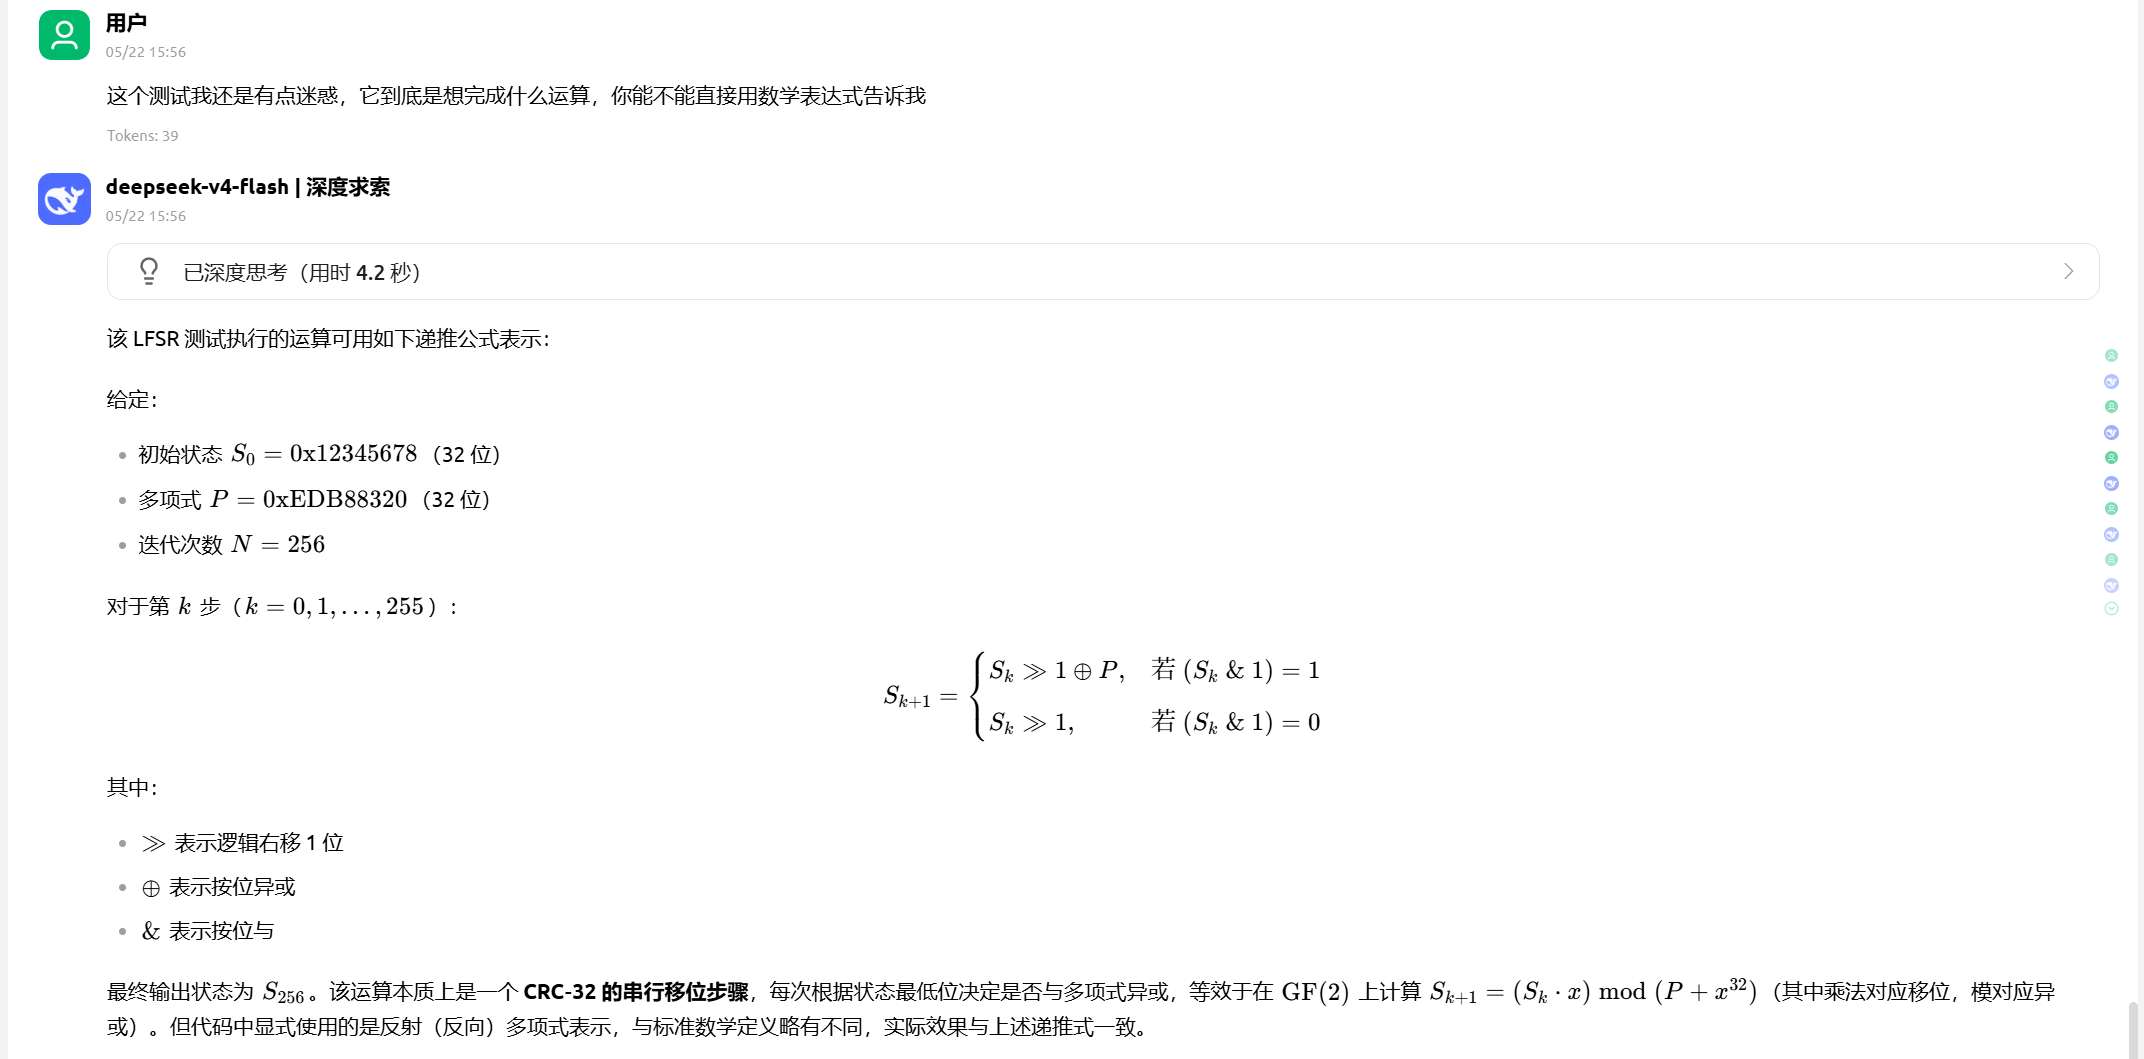 用户
05/22 15:56
这个测试我还是有点迷惑，它到底是想完成什么运算，你能不能直接用数学表达式告诉我
Tokens: 39
deepseek-v4-flash | 深度求索
05/22 15:56
已深度思考（用时 4.2 秒）
该 LFSR 测试执行的运算可用如下递推公式表示：
给定：
• 初始状态 S₀ = 0x12345678（32 位）
• 多项式 P = 0xEDB88320（32 位）
• 迭代次数 N = 256
对于第 k 步（k = 0, 1, …, 255）：
Sₖ₊₁ = { Sₖ ≫ 1 ⊕ P, 若 (Sₖ & 1) = 1
Sₖ ≫ 1, 若 (Sₖ & 1) = 0
其中：
• ≫ 表示逻辑右移 1 位
• ⊕ 表示按位异或
• & 表示按位与
最终输出状态为 S₂₅₆。该运算本质上是一个 CRC-32 的串行移位步骤，每次根据状态最低位决定是否与多项式异或，等效于在 GF(2) 上计算 Sₖ₊₁ = (Sₖ · x) mod (P + x³²)（其中乘法对应移位，模对应异
或）。但代码中显式使用的是反射（反向）多项式表示，与标准数学定义略有不同，实际效果与上述递推式一致。